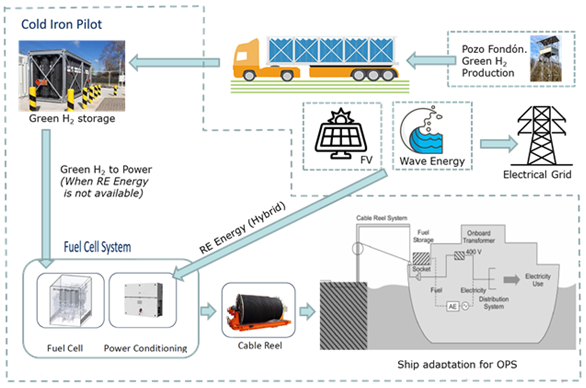 Cold Iron Pilot
Pozo Fondón.
Green H₂
Production
Green H₂ storage
FV
Wave Energy
Electrical Grid
Green H₂ to Power
(When RE Energy
is not available)
RE Energy (Hybrid)
Fuel Cell System
Fuel Cell
Power Conditioning
Cable Reel
Cable Reel System
Fuel
Storage
Onboard
Transformer
400 V
Socket
Fuel
Electricity
AE
Distribution
System
Electricity
Use
Ship adaptation for OPS